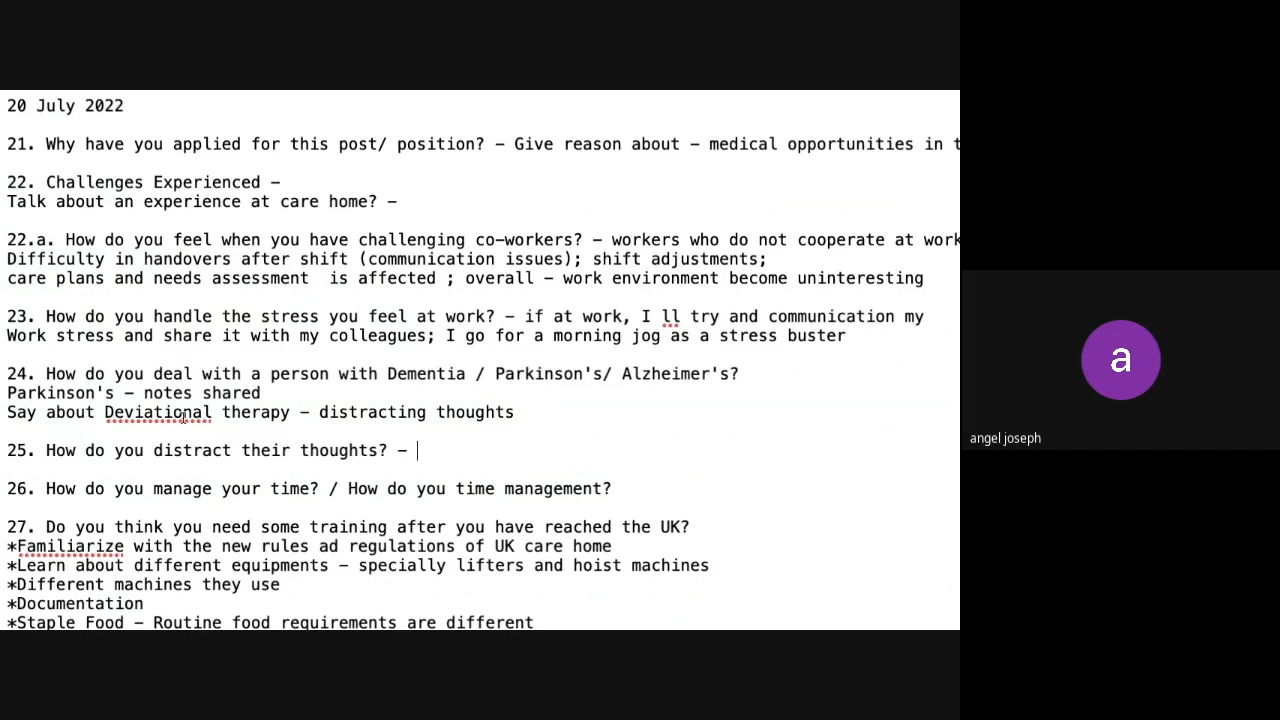 20 July 2022
21. Why have you applied for this post/ position? – Give reason about – medical opportunities in t
22. Challenges Experienced –
Talk about an experience at care home? –
22.a. How do you feel when you have challenging co-workers? – workers who do not cooperate at work
Difficulty in handovers after shift (communication issues); shift adjustments;
care plans and needs assessment  is affected ; overall – work environment become uninteresting
23. How do you handle the stress you feel at work? – if at work, I ll try and communication my
Work stress and share it with my colleagues; I go for a morning jog as a stress buster
24. How do you deal with a person with Dementia / Parkinson's/ Alzheimer's?
Parkinson's – notes shared
Say about Deviational therapy – distracting thoughts
25. How do you distract their thoughts? –
26. How do you manage your time? / How do you time management?
27. Do you think you need some training after you have reached the UK?
*Familiarize with the new rules ad regulations of UK care home
*Learn about different equipments – specially lifters and hoist machines
*Different machines they use
*Documentation
*Staple Food – Routine food requirements are different
a
angel joseph